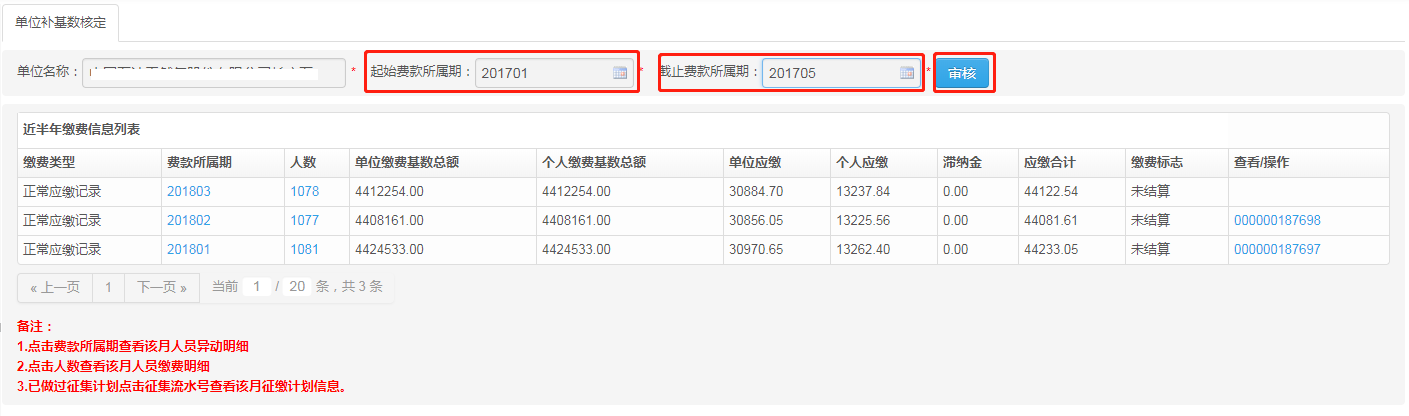 单位补基数核定
单位名称： * 起始费款所属期： 201701 * 截止费款所属期： 201705 * 审核
近半年缴费信息列表
缴费类型 费款所属期 人数 单位缴费基数总额 个人缴费基数总额 单位应缴 个人应缴 滞纳金 应缴合计 缴费标志 查看/操作
正常应缴记录 201803 1078 4412254.00 4412254.00 30884.70 13237.84 0.00 44122.54 未结算
正常应缴记录 201802 1077 4408161.00 4408161.00 30856.05 13225.56 0.00 44081.61 未结算 000000187698
正常应缴记录 201801 1081 4424533.00 4424533.00 30970.65 13262.40 0.00 44233.05 未结算 000000187697
« 上一页 1 下一页 » 当前 1 / 20 条，共 3 条
备注：
1.点击费款所属期查看该月人员异动明细
2.点击人数查看该月人员缴费明细
3.已做过征集计划点击征集流水号查看该月征缴计划信息。